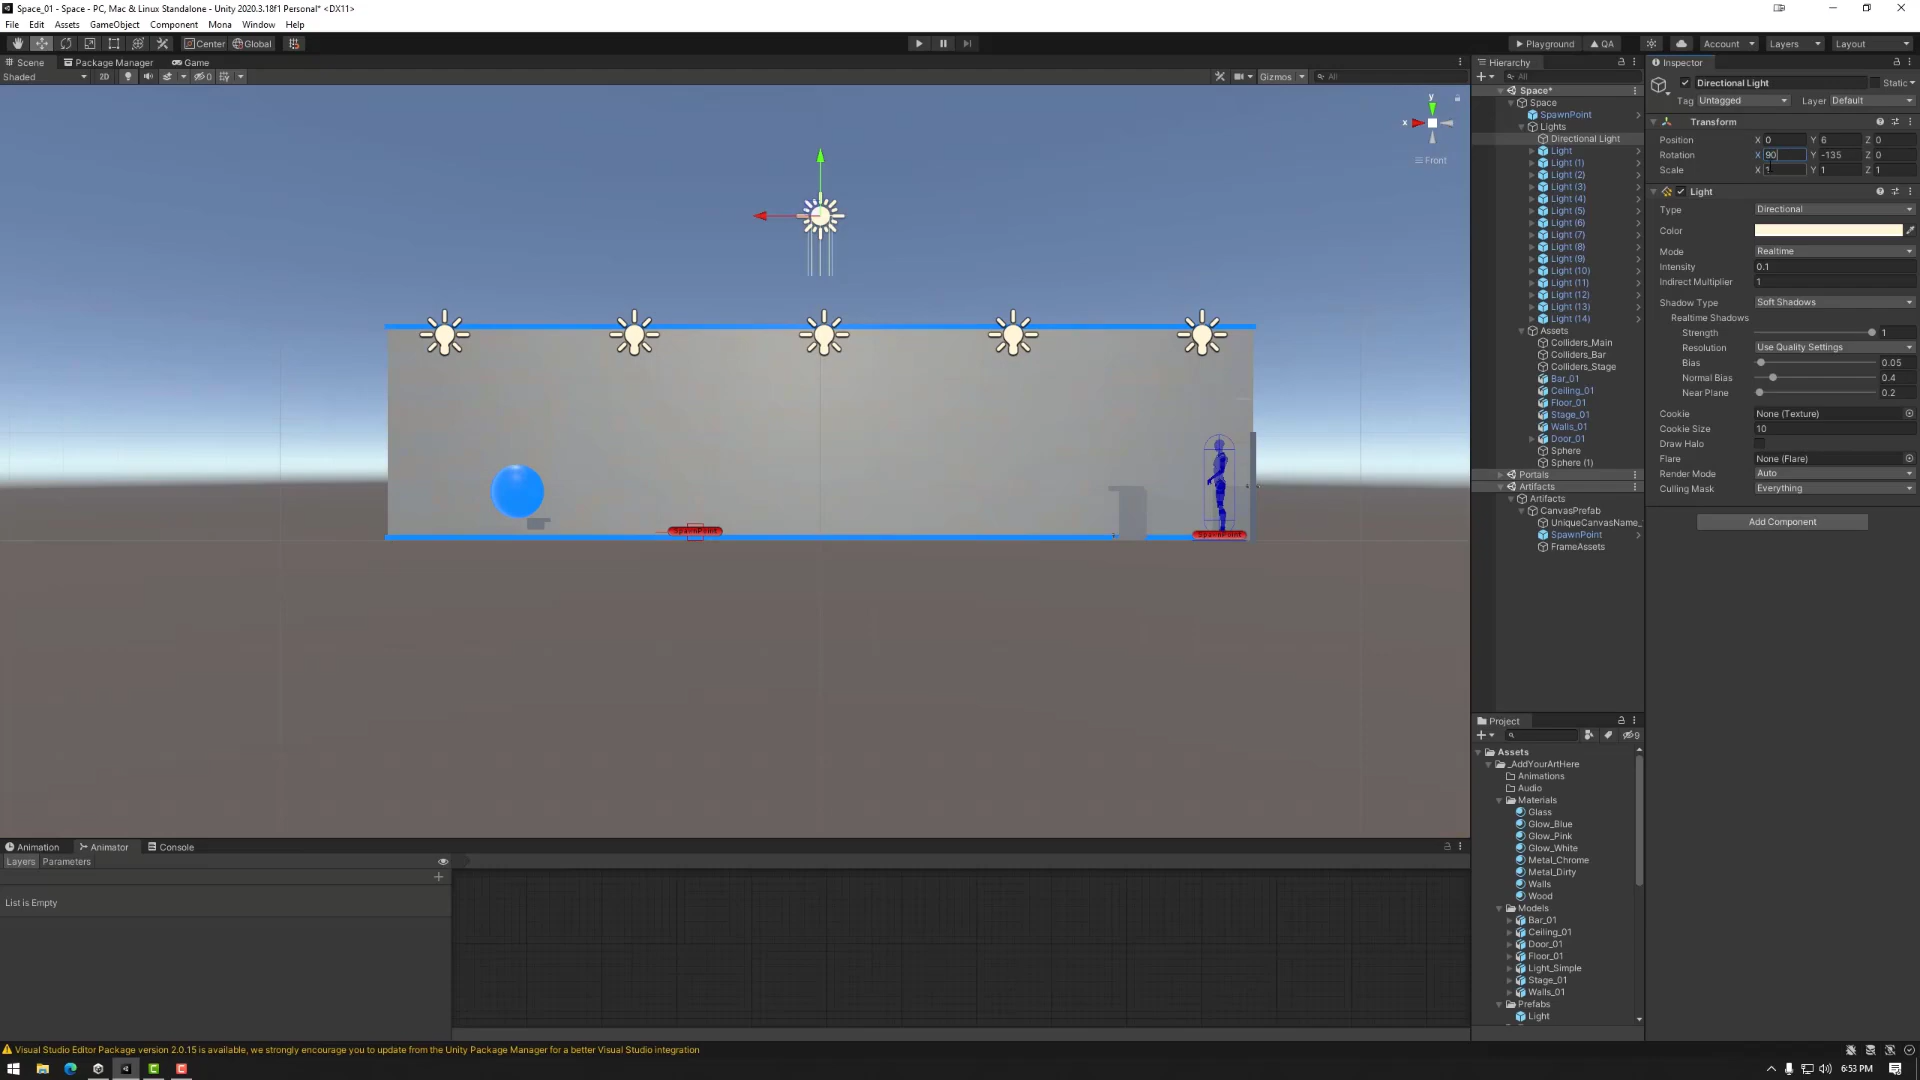 Space_01 - Space - PC, Mac & Linux Standalone - Unity 2020.3.18f1 Personal* <DX11>
File Edit Assets GameObject Component Mona Window Help
Center Global
Playground QA Account Layers Layout
Scene Package Manager Game
Shaded 2D 0 Gizmos All
y
x
Front
SpawnPoint
SpawnPoint
Hierarchy
All
Space*
Space
SpawnPoint
Lights
Directional Light
Light
Light (1)
Light (2)
Light (3)
Light (4)
Light (5)
Light (6)
Light (7)
Light (8)
Light (9)
Light (10)
Light (11)
Light (12)
Light (13)
Light (14)
Assets
Colliders_Main
Colliders_Bar
Colliders_Stage
Bar_01
Ceiling_01
Floor_01
Stage_01
Walls_01
Door_01
Sphere
Sphere (1)
Portals
Artifacts
Artifacts
CanvasPrefab
UniqueCanvasName_
SpawnPoint
FrameAssets
Inspector
Directional Light Static
Tag Untagged Layer Default
Transform
Position X 0 Y 6 Z 0
Rotation X 90 Y -135 Z 0
Scale X 1 Y 1 Z 1
Light
Type Directional
Color
Mode Realtime
Intensity 0.1
Indirect Multiplier 1
Shadow Type Soft Shadows
Realtime Shadows
Strength 1
Resolution Use Quality Settings
Bias 0.05
Normal Bias 0.4
Near Plane 0.2
Cookie None (Texture)
Cookie Size 10
Draw Halo
Flare None (Flare)
Render Mode Auto
Culling Mask Everything
Add Component
Project
9
Assets
_AddYourArtHere
Animations
Audio
Materials
Glass
Glow_Blue
Glow_Pink
Glow_White
Metal_Chrome
Metal_Dirty
Walls
Wood
Models
Bar_01
Ceiling_01
Door_01
Floor_01
Light_Simple
Stage_01
Walls_01
Prefabs
Light
Animation Animator Console
Layers Parameters
List is Empty
Visual Studio Editor Package version 2.0.15 is available, we strongly encourage you to update from the Unity Package Manager for a better Visual Studio integration
6:53 PM